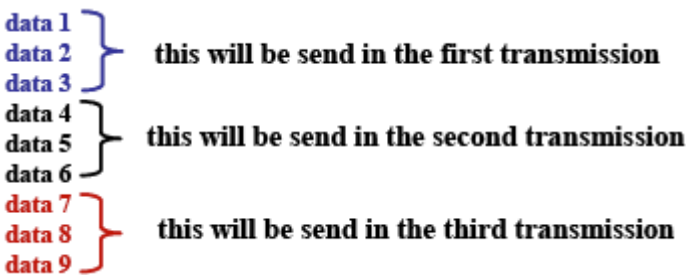 data 1
data 2 this will be send in the first transmission
data 3
data 4
data 5 this will be send in the second transmission
data 6
data 7
data 8 this will be send in the third transmission
data 9